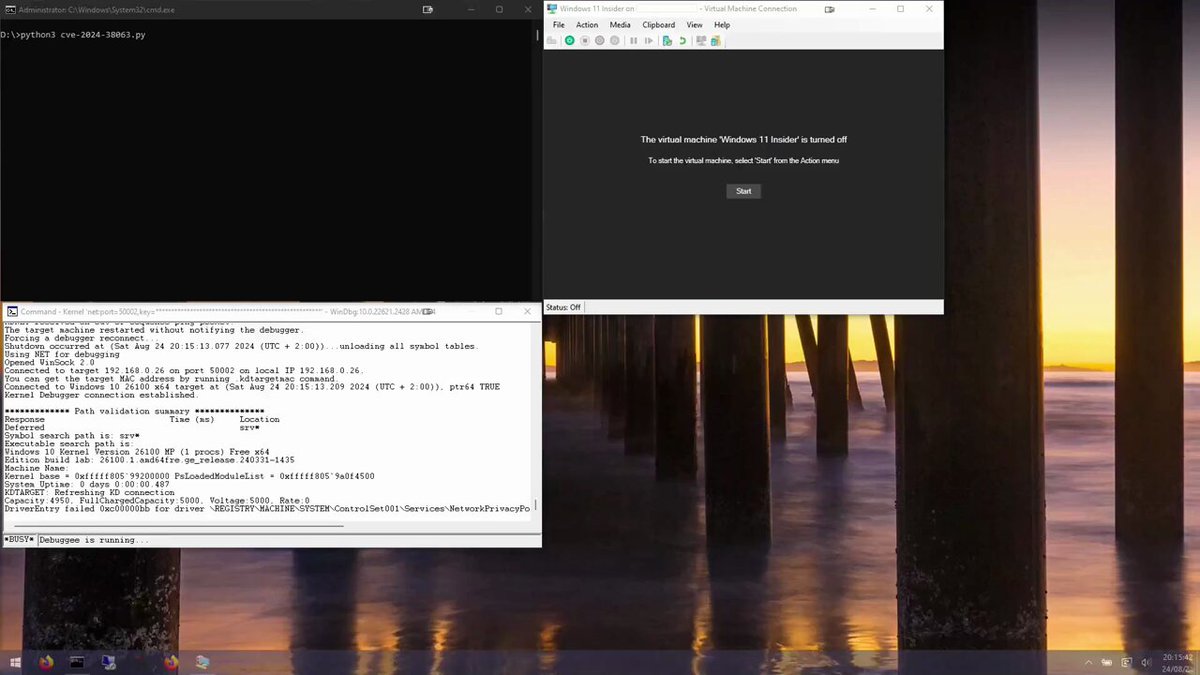 Administrator: C:\Windows\System32\cmd.exe
D:\>python3 cve-2024-38063.py
Windows 11 Insider on - Virtual Machine Connection
File Action Media Clipboard View Help
The virtual machine 'Windows 11 Insider' is turned off
To start the virtual machine, select 'Start' from the Action menu
Start
Status: Off
Command - Kernel 'net:port=50002,key=**************************************************** - WinDbg:10.0.22621.2428
The target machine restarted without notifying the debugger.
Forcing a debugger reconnect...
Shutdown occurred at (Sat Aug 24 20:15:13.077 2024 (UTC + 2:00))...unloading all symbol tables.
Using NET for debugging
Opened WinSock 2.0
Connected to target 192.168.0.26 on port 50002 on local IP 192.168.0.26.
You can get the target MAC address by running .kdtargetmac command.
Connected to Windows 10 26100 x64 target at (Sat Aug 24 20:15:13.209 2024 (UTC + 2:00)), ptr64 TRUE
Kernel Debugger connection established.
************* Path validation summary **************
Response Time (ms) Location
Deferred srv*
Symbol search path is: srv*
Executable search path is:
Windows 10 Kernel Version 26100 MP (1 procs) Free x64
Edition build lab: 26100.1.amd64fre.ge_release.240331-1435
Machine Name:
Kernel base = 0xfffff805`99200000 PsLoadedModuleList = 0xfffff805`9a0f4500
System Uptime: 0 days 0:00:00.487
KDTARGET: Refreshing KD connection
Capacity:4950, FullChargedCapacity:5000, Voltage:5000, Rate:0
DriverEntry failed 0xc00000bb for driver \REGISTRY\MACHINE\SYSTEM\ControlSet001\Services\NetworkPrivacyPo
*BUSY* Debuggee is running...
20:15:42
24/08/2